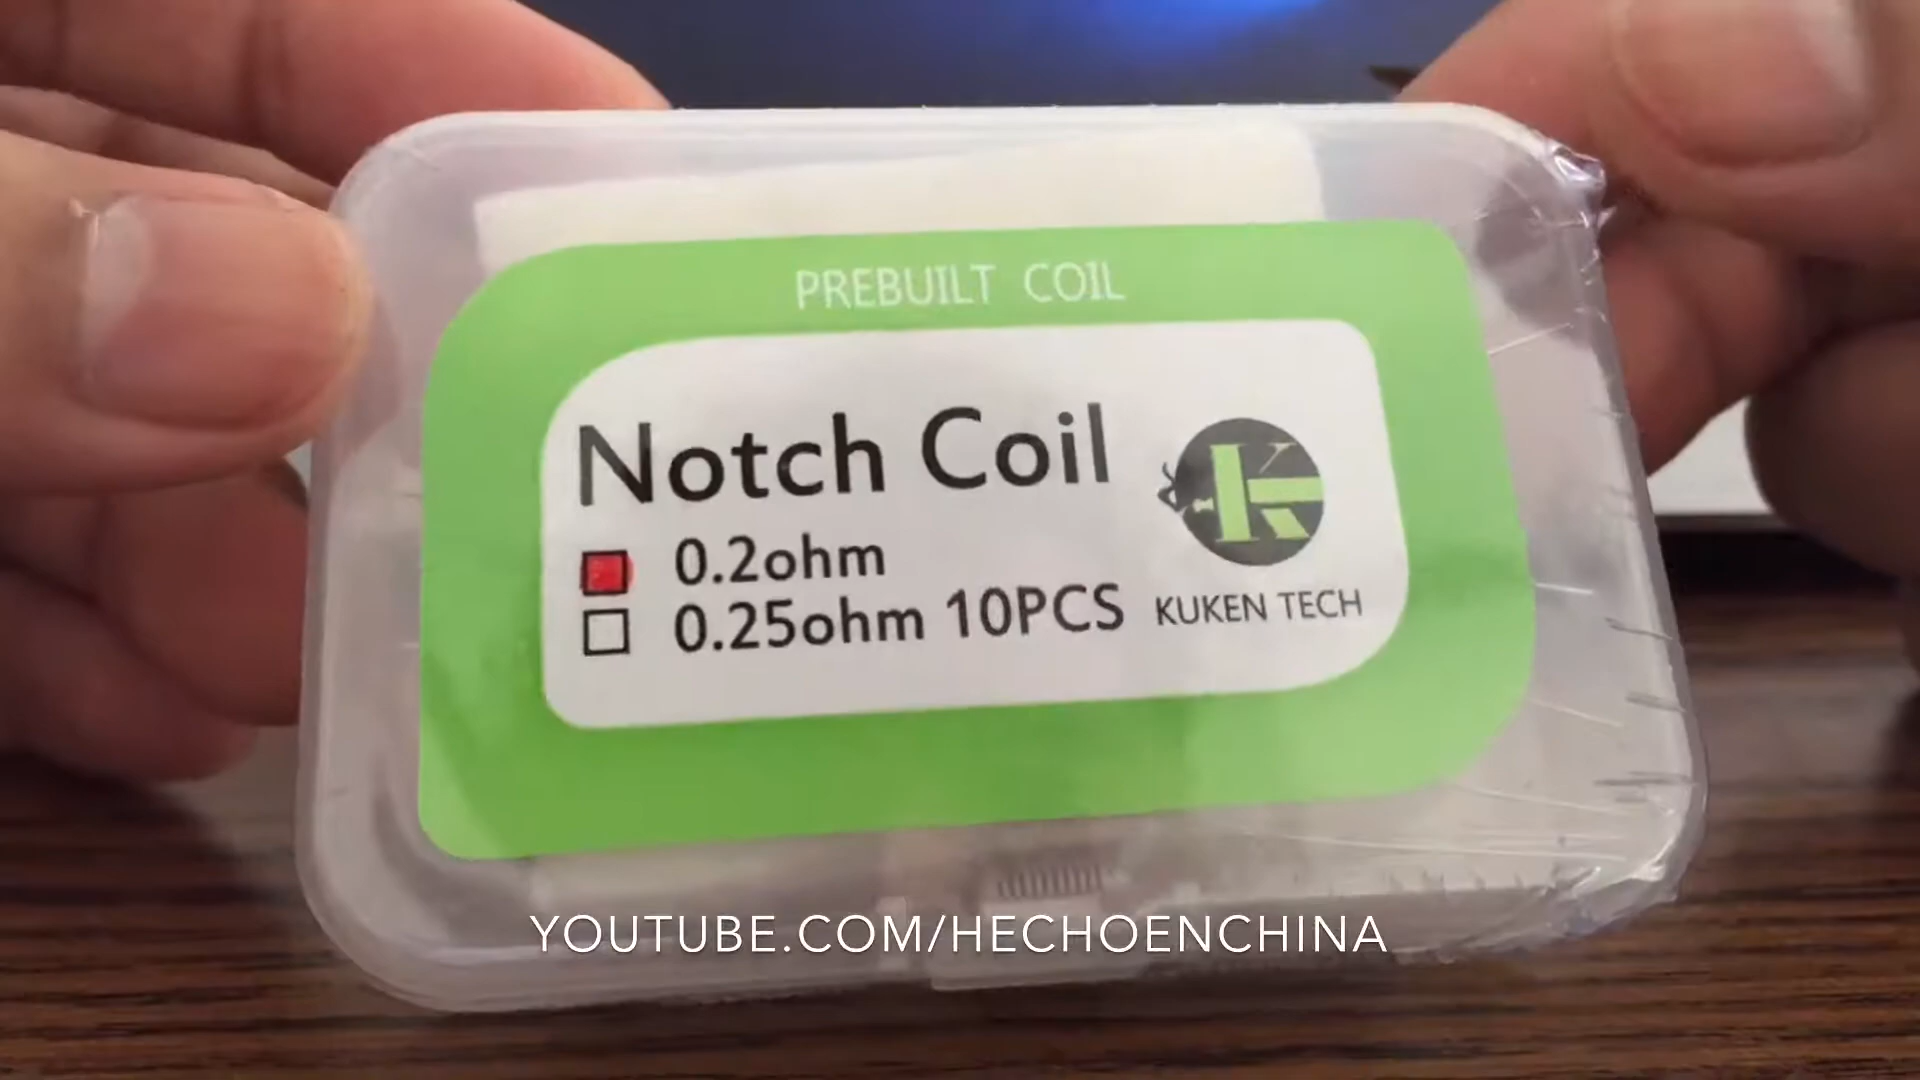 PREBUILT COIL
Notch Coil
0.2ohm
0.25ohm 10PCS
K
KUKEN TECH
YOUTUBE.COM/HECHOENCHINA